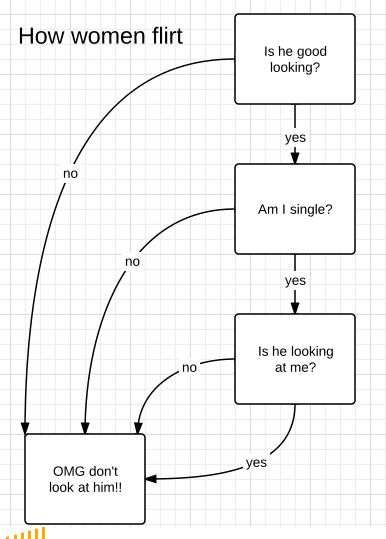 How women flirt
Is he good
looking?
yes
no
Am I single?
no
yes
Is he looking
at me?
no
yes
OMG don't
look at him!!